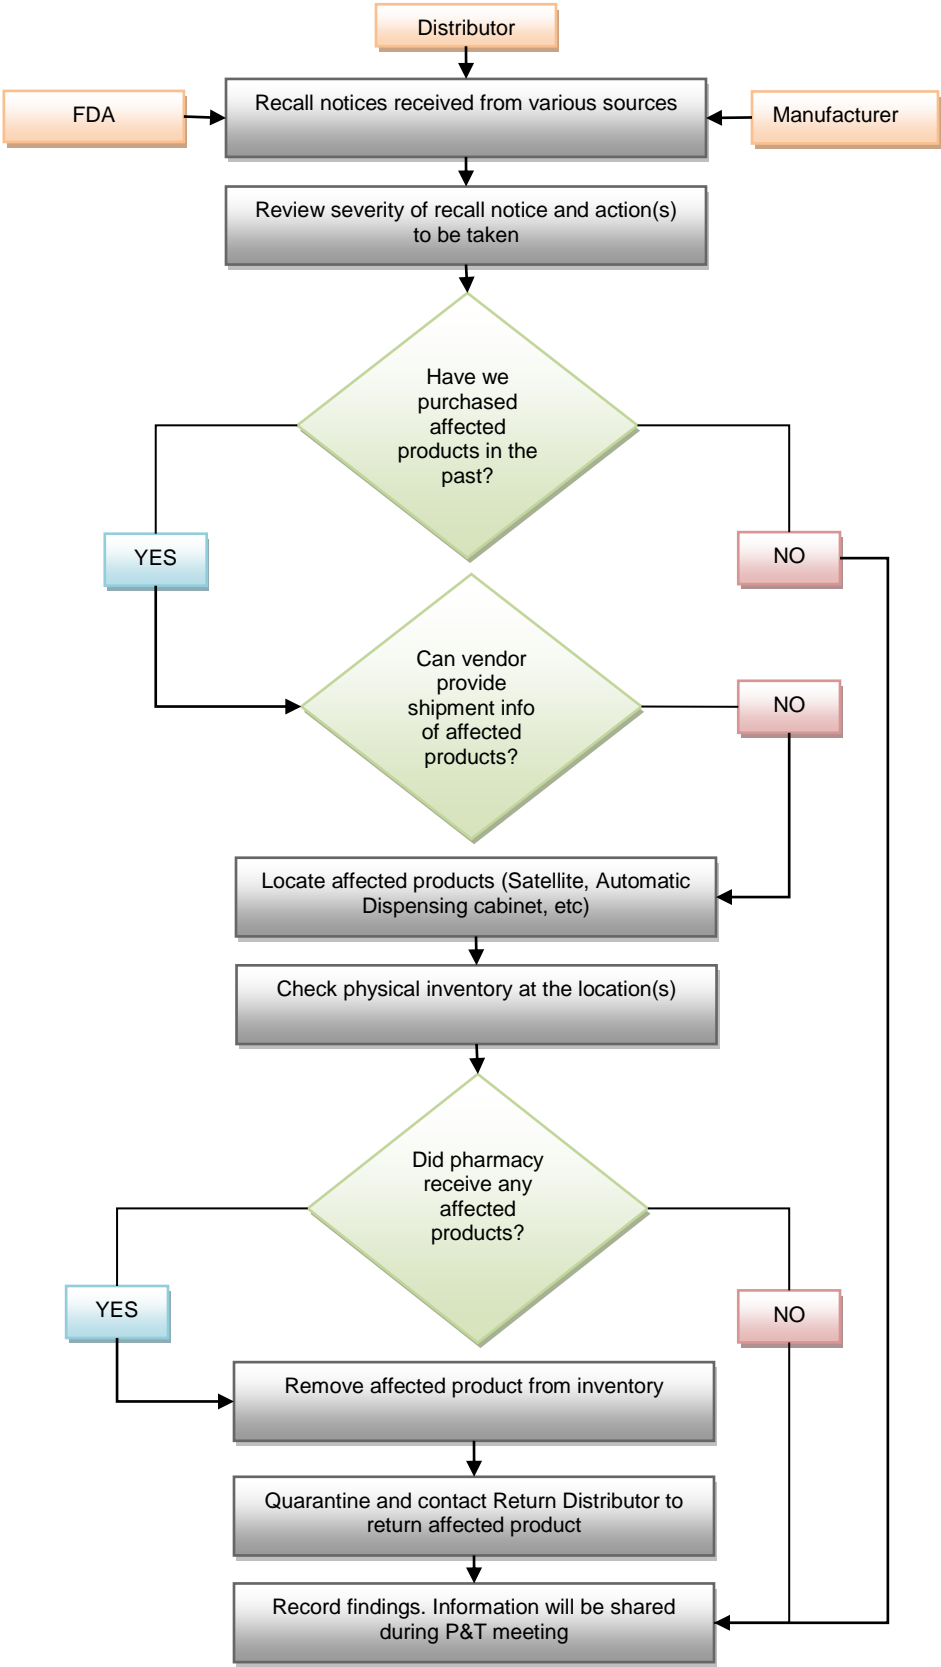 Distributor
FDA
Recall notices received from various sources
Manufacturer
Review severity of recall notice and action(s)
to be taken
Have we
purchased
affected
products in the
past?
YES
NO
Can vendor
provide
shipment info
of affected
products?
NO
Locate affected products (Satellite, Automatic
Dispensing cabinet, etc)
Check physical inventory at the location(s)
Did pharmacy
receive any
affected
products?
YES
NO
Remove affected product from inventory
Quarantine and contact Return Distributor to
return affected product
Record findings. Information will be shared
during P&T meeting